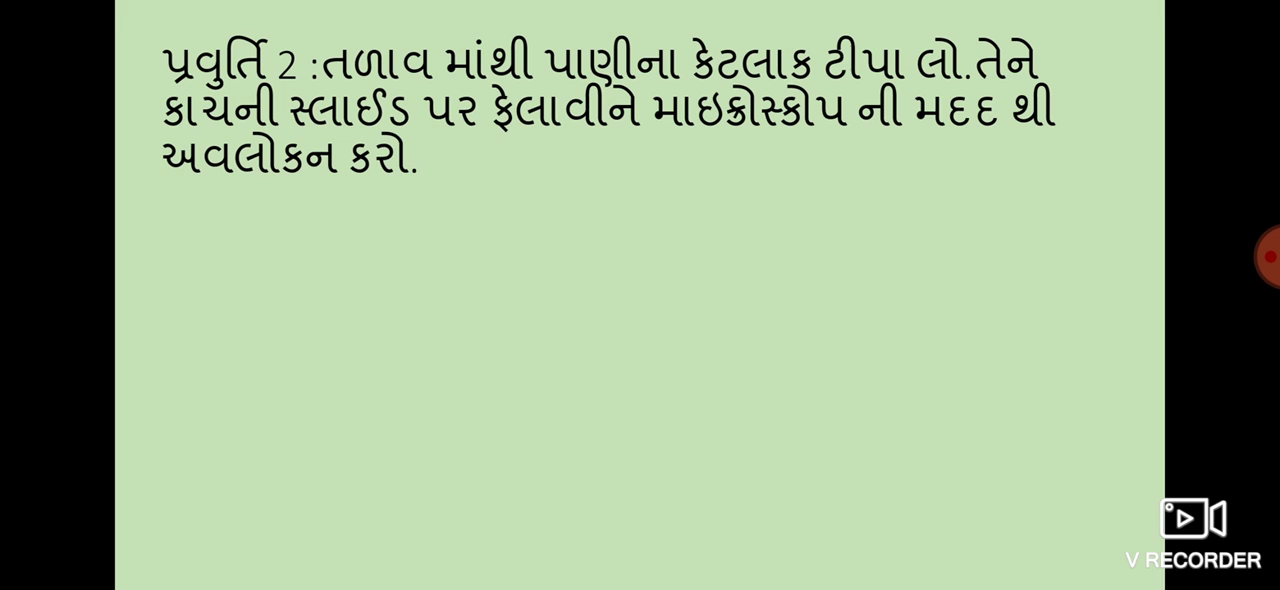 પ્રવુર્તિ 2 :તળાવ માંથી પાણીના કેટલાક ટીપા લો.તેને
કાચની સ્લાઈડ પર ફેલાવીને માઇક્રોસ્કોપ ની મદદ થી
અવલોકન કરો.
V RECORDER